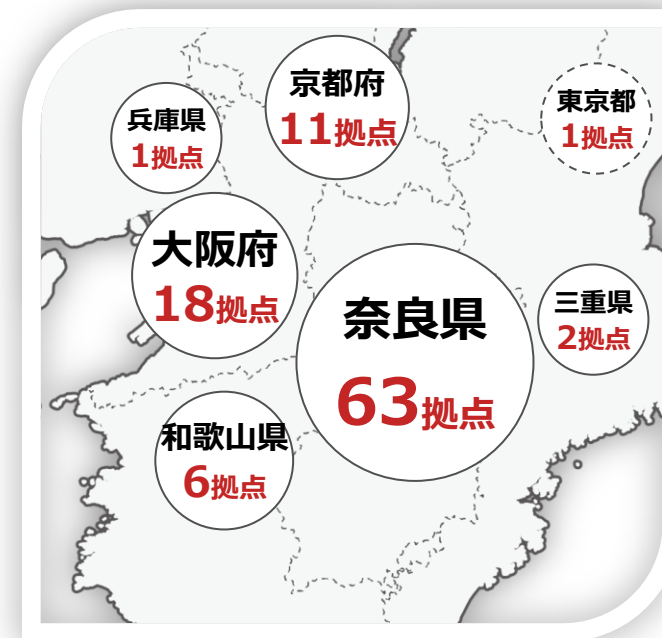 京都府
11拠点
東京都
1拠点
兵庫県
1拠点
大阪府
18拠点
奈良県
63拠点
三重県
2拠点
和歌山県
6拠点